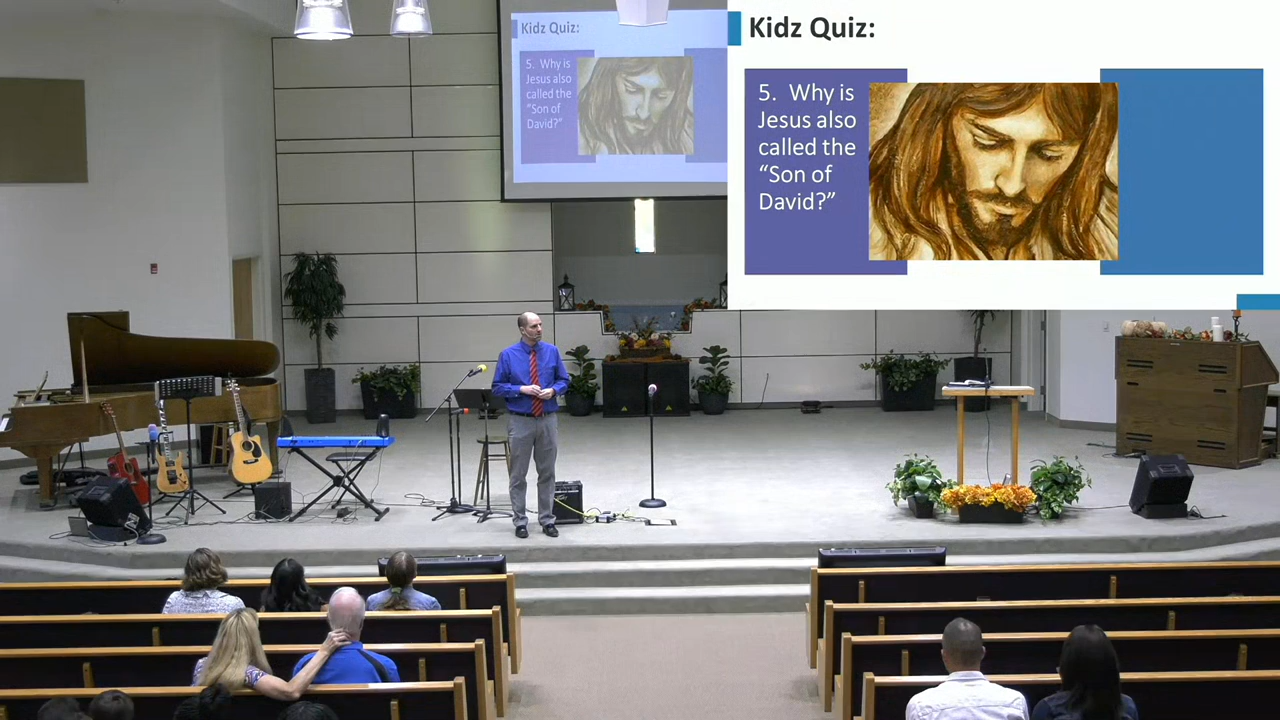 Kidz Quiz:
5. Why is
Jesus also
called the
“Son of
David?”
Kidz Quiz:
5. Why is
Jesus also
called the
“Son of
David?”